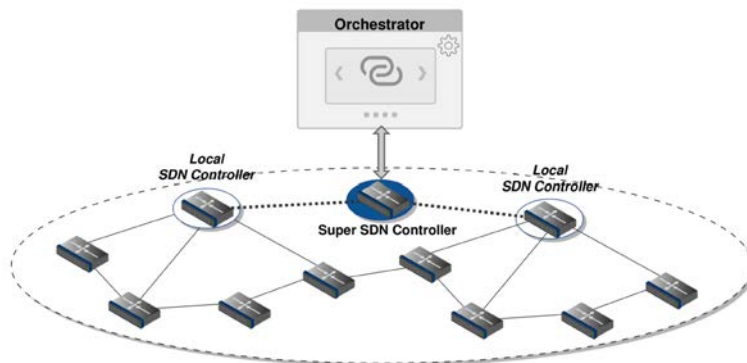 Orchestrator
Local
SDN Controller
Local
SDN Controller
Super SDN Controller